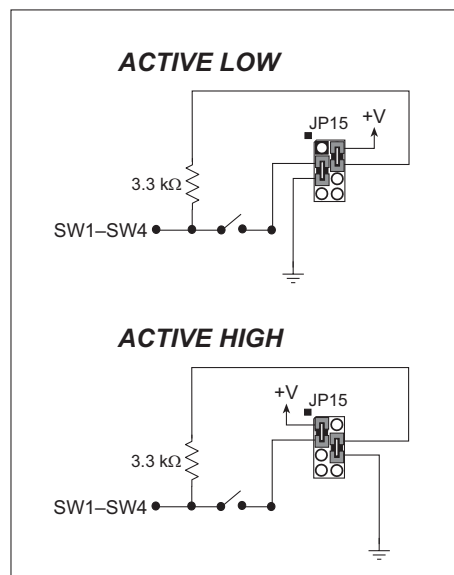 ACTIVE LOW
JP15
+V
3.3 kΩ
SW1–SW4
ACTIVE HIGH
+V
JP15
3.3 kΩ
SW1–SW4